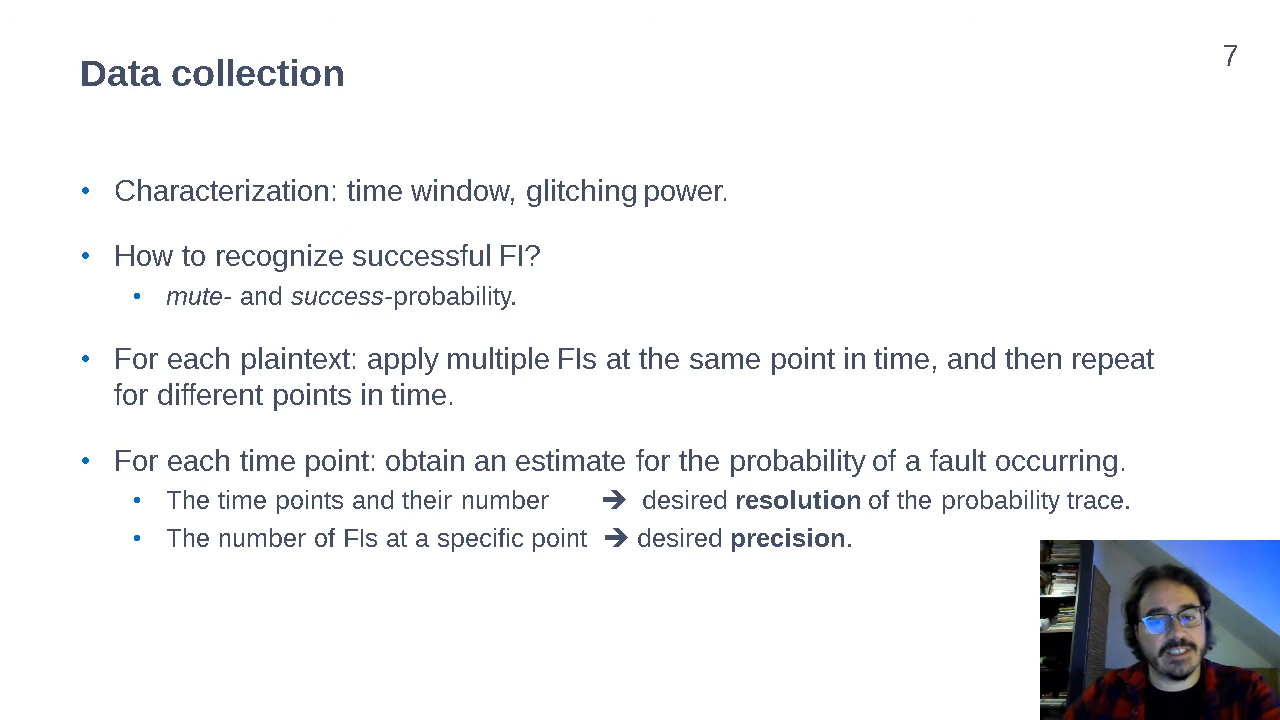 7
Data collection
• Characterization: time window, glitching power.
• How to recognize successful FI?
• mute- and success-probability.
• For each plaintext: apply multiple FIs at the same point in time, and then repeat
for different points in time.
• For each time point: obtain an estimate for the probability of a fault occurring.
• The time points and their number ➔ desired resolution of the probability trace.
• The number of FIs at a specific point ➔ desired precision.